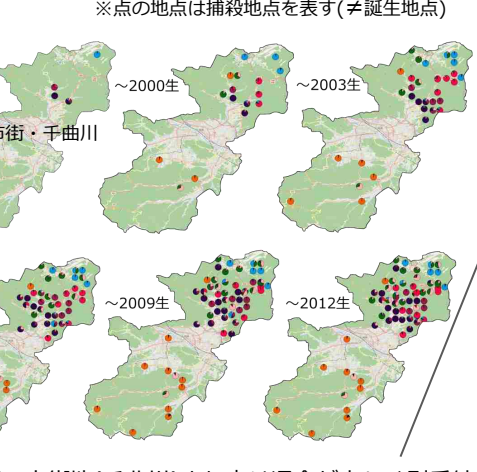 ※点の地点は捕殺地点を表す(≠誕生地点)
～2000生
～2003生
市街・千曲川
～2009生
～2012生